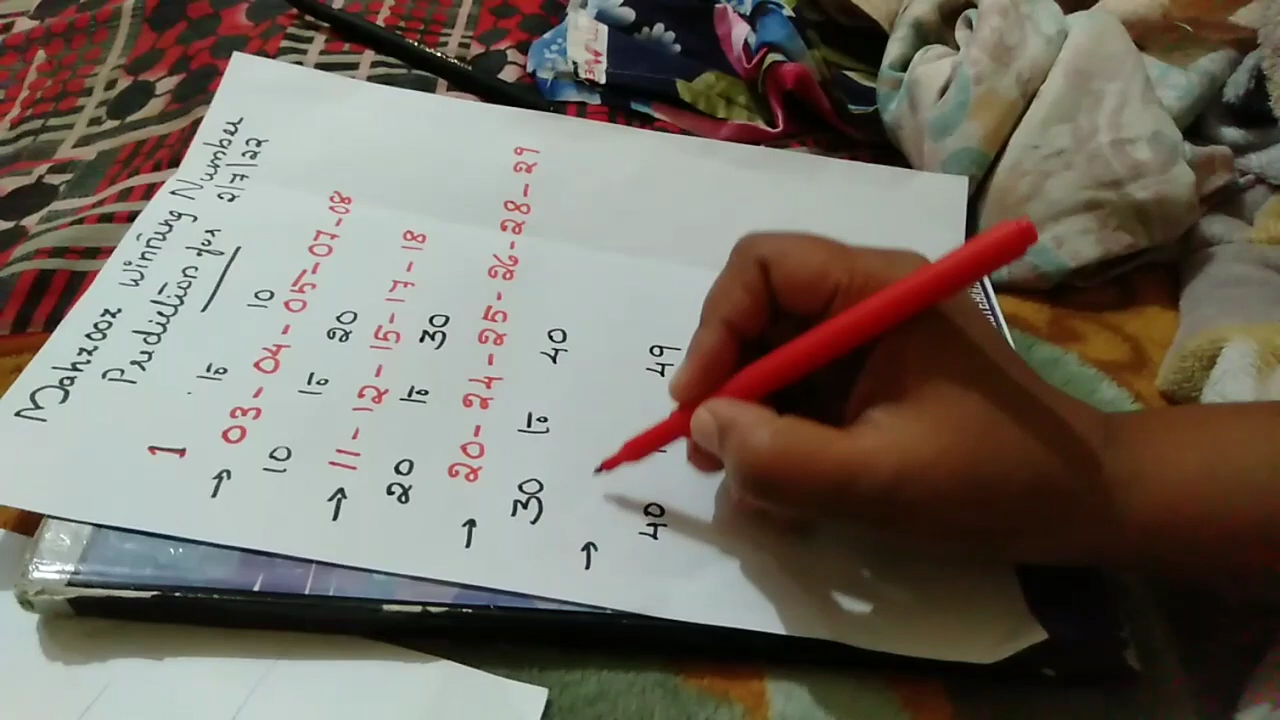 Mahzooz Winning Number
Prediction for 2/7/22
1 to 10
→ 03-04-05-07-08
10 to 20
→ 11-12-15-17-18
20 to 30
→ 20-24-25-26-28-29
30 to 40
→
40 49